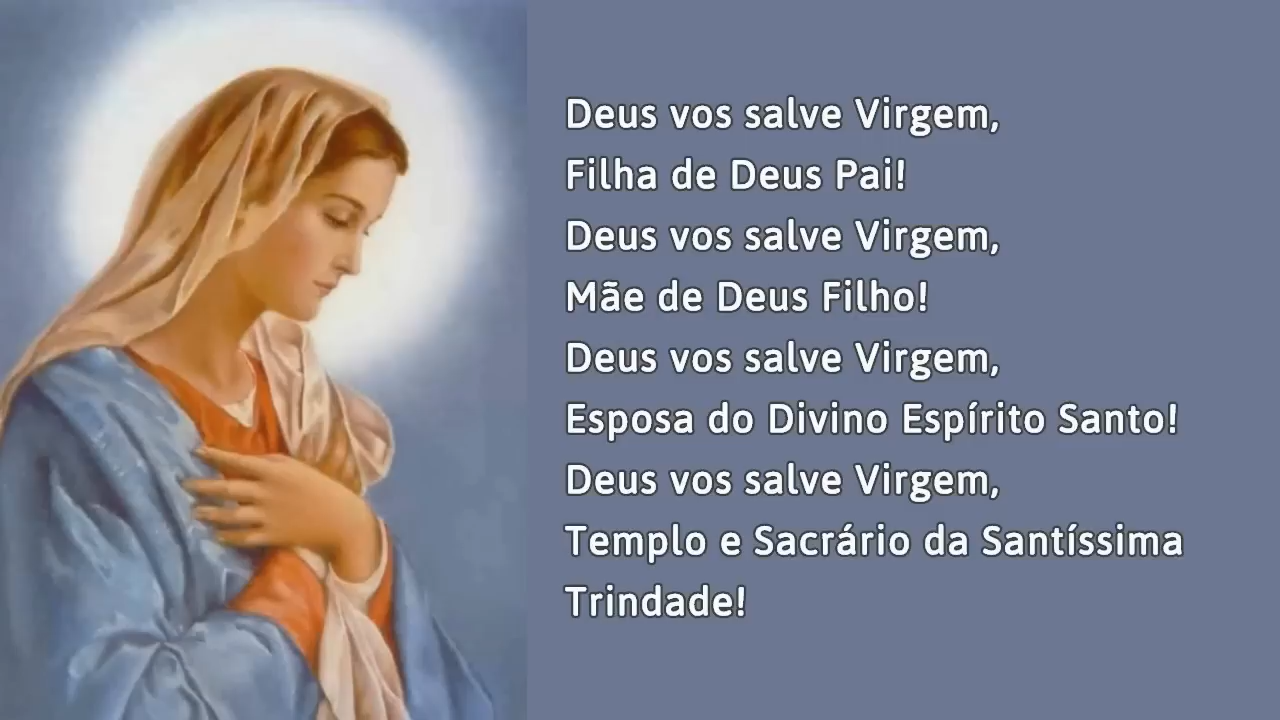 Deus vos salve Virgem,
Filha de Deus Pai!
Deus vos salve Virgem,
Mãe de Deus Filho!
Deus vos salve Virgem,
Esposa do Divino Espírito Santo!
Deus vos salve Virgem,
Templo e Sacrário da Santíssima
Trindade!